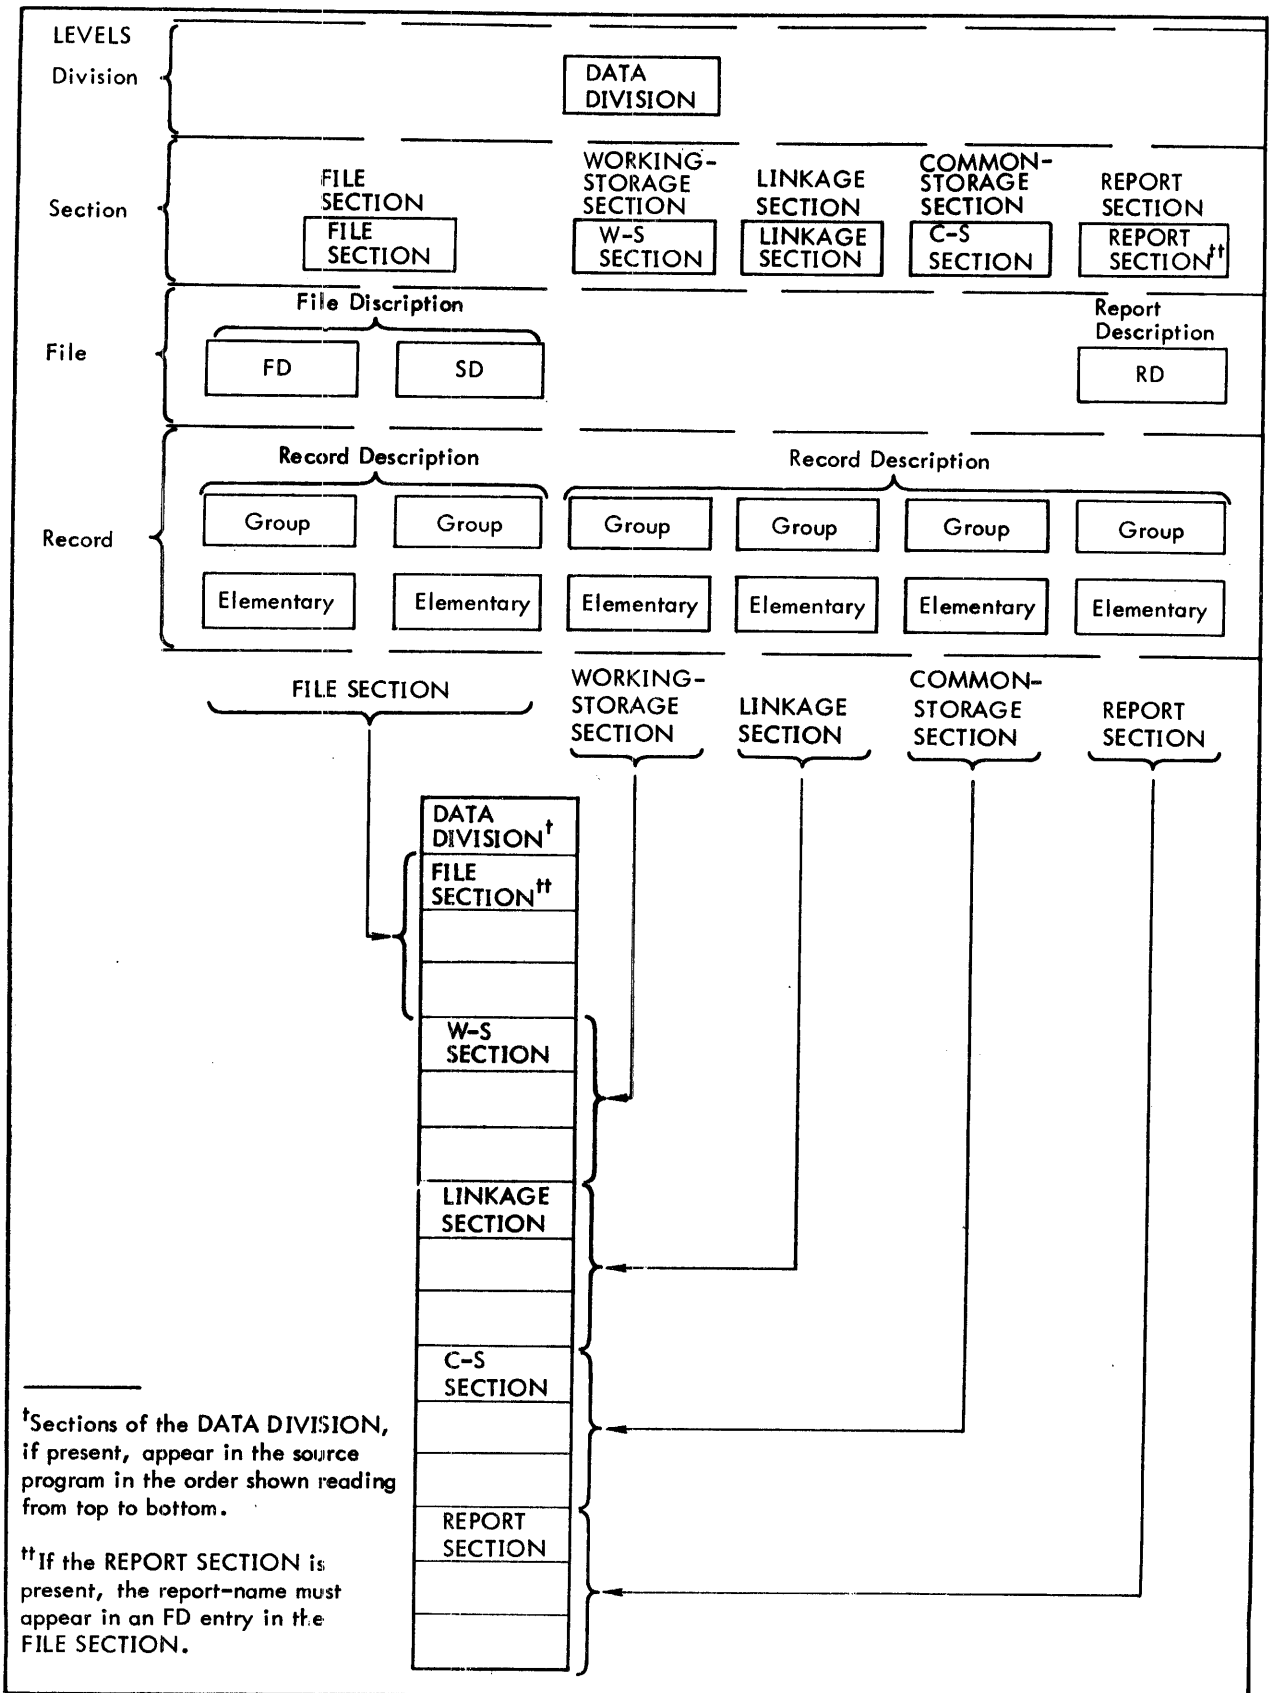 LEVELS
Division
DATA
DIVISION
Section
FILE
SECTION
FILE
SECTION
WORKING-
STORAGE
SECTION
W-S
SECTION
LINKAGE
SECTION
LINKAGE
SECTION
COMMON-
STORAGE
SECTION
C-S
SECTION
REPORT
SECTION
REPORT
SECTION††
File
File Discription
FD
SD
Report
Description
RD
Record
Record Description
Record Description
Group
Group
Group
Group
Group
Group
Elementary
Elementary
Elementary
Elementary
Elementary
Elementary
FILE SECTION
WORKING-
STORAGE
SECTION
LINKAGE
SECTION
COMMON-
STORAGE
SECTION
REPORT
SECTION
DATA
DIVISION†
FILE
SECTION††
W-S
SECTION
LINKAGE
SECTION
C-S
SECTION
REPORT
SECTION
†Sections of the DATA DIVISION,
if present, appear in the source
program in the order shown reading
from top to bottom.
††If the REPORT SECTION is
present, the report-name must
appear in an FD entry in the
FILE SECTION.